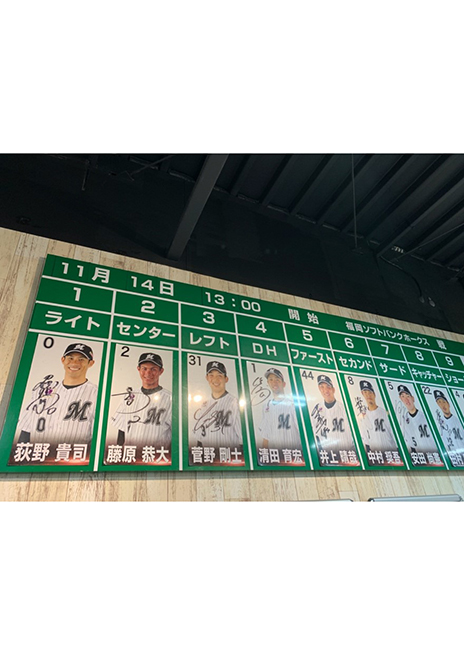 11月 14日 13:00 開始 福岡ソフトバンクホークス 戦
1 2 3 4 5 6 7 8 9
ライト センター レフト DH ファースト セカンド サード キャッチャー ショー
0 2 31 1 44 8 5 22
荻野 貴司 藤原 恭大 菅野 剛士 清田 育宏 井上 晴哉 中村 奨吾 安田 尚憲